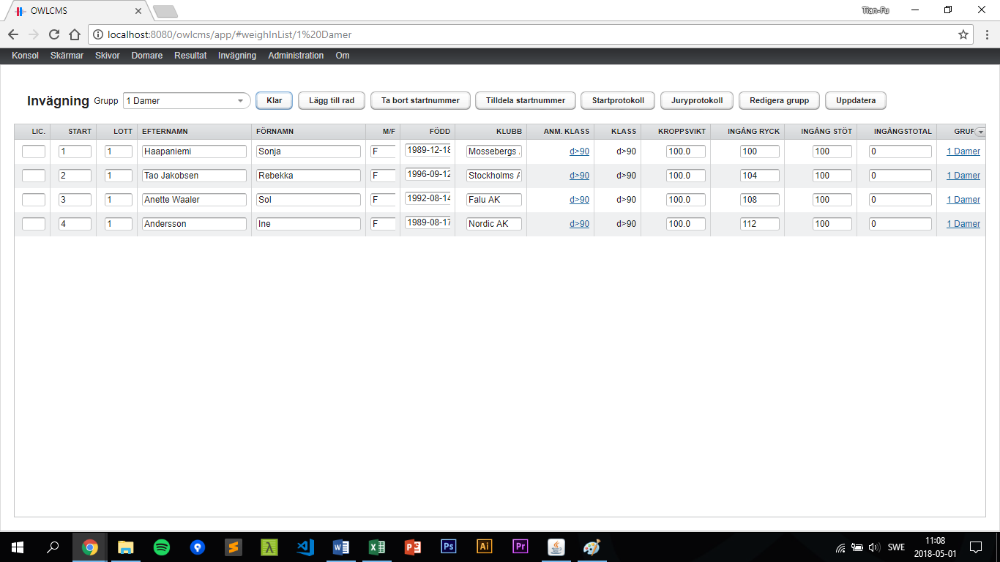 OWLCMS
Tian-Fu
localhost:8080/owlcms/app/#weighInList/1%20Damer
Konsol Skärmar Skivor Domare Resultat Invägning Administration Om
Invägning Grupp 1 Damer Klar Lägg till rad Ta bort startnummer Tilldela startnummer Startprotokoll Juryprotokoll Redigera grupp Uppdatera
LIC. START LOTT EFTERNAMN FÖRNAMN M/F FÖDD KLUBB ANM. KLASS KLASS KROPPSVIKT INGÅNG RYCK INGÅNG STÖT INGÅNGSTOTAL GRUP
1 1 Haapaniemi Sonja F 1989-12-18 Mossebergs d>90 d>90 100.0 100 100 0 1 Damer
2 1 Tao Jakobsen Rebekka F 1996-09-12 Stockholms A d>90 d>90 100.0 104 100 0 1 Damer
3 1 Anette Waaler Sol F 1992-08-14 Falu AK d>90 d>90 100.0 108 100 0 1 Damer
4 1 Andersson Ine F 1989-08-17 Nordic AK d>90 d>90 100.0 112 100 0 1 Damer
Ps Ai Pr
SWE
11:08
2018-05-01